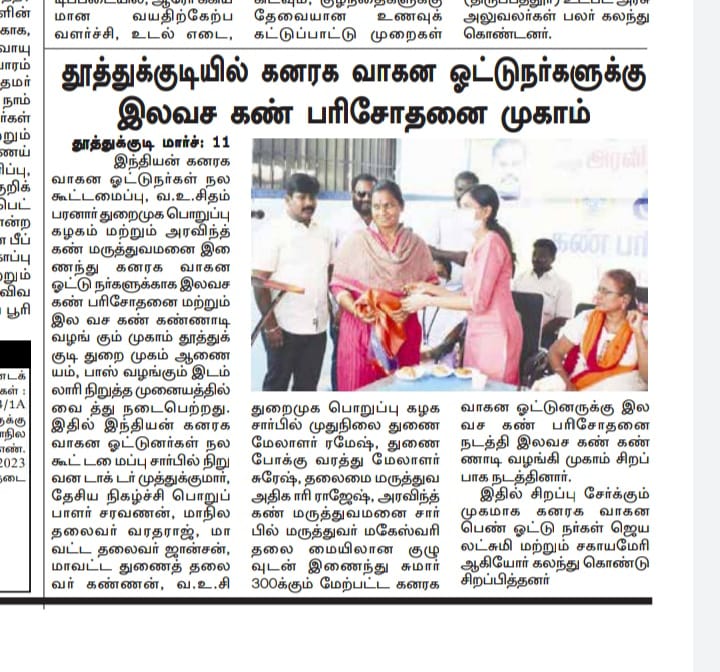 மான வயதிற்கேற்ப
வளர்ச்சி, உடல் எடை,
தேவையான உணவுக்
கட்டுப்பாட்டு முறைகள்
அலுவலர்கள் பலர் கலந்து
கொண்டனர்.
தூத்துக்குடியில் கனரக வாகன ஓட்டுநர்களுக்கு
இலவச கண் பரிசோதனை முகாம்
தூத்துக்குடி மார்ச்: 11
இந்தியன் கனரக
வாகன ஓட்டுநர்கள் நல
கூட்டமைப்பு, வ.உ.சிதம்
பரனார் துறைமுக பொறுப்பு
கழகம் மற்றும் அரவிந்த்
கண் மருத்துவமனை இணை
ந்து கனரக வாகன
ஓட்டு நர்களுக்காக இலவச
கண் பரிசோதனை மற்றும்
இல வச கண் கண்ணாடி
வழங் கும் முகாம் தூத்துக்
குடி துறை முகம் ஆணை
யம், பாஸ் வழங்கும் இடம்
லாரி நிறுத்த முனையத்தில்
வை த்து நடைபெற்றது.
இதில் இந்தியன் கனரக
வாகன ஓட்டுனர்கள் நல
கூட் டமைப்பு சார்பில் நிறு
வன டாக் டர் முத்துக்குமார்,
தேசிய நிகழ்ச்சி பொறுப்
பாளர் சரவணன், மாநில
தலைவர் வரதராஜ், மா
வட்ட தலைவர் ஜான்சன்,
மாவட்ட துணைத் தலை
வர் கண்ணன், வ.உ.சி
துறைமுக பொறுப்பு கழக
சார்பில் முதுநிலை துணை
மேலாளர் ரமேஷ், துணை
போக்கு வரத்து மேலாளர்
சுரேஷ், தலைமை மருத்துவ
அதிகா ரி ராஜேஷ், அரவிந்த்
கண் மருத்துவமனை சார்
பில் மருத்துவர் மகேஸ்வரி
தலை மையிலான குழு
வுடன் இணைந்து சுமார்
300க்கும் மேற்பட்ட கனரக
வாகன ஓட்டுனருக்கு இல
வச கண் பரிசோதனை
நடத்தி இலவச கண் கண்
ணாடி வழங்கி முகாம் சிறப்
பாக நடத்தினார்.
இதில் சிறப்பு சேர்க்கும்
முகமாக கனரக வாகன
பெண் ஓட்டு நர்கள் ஜெய
லட்சுமி மற்றும் சகாயமேரி
ஆகியோர் கலந்து கொண்டு
சிறப்பித்தனர்